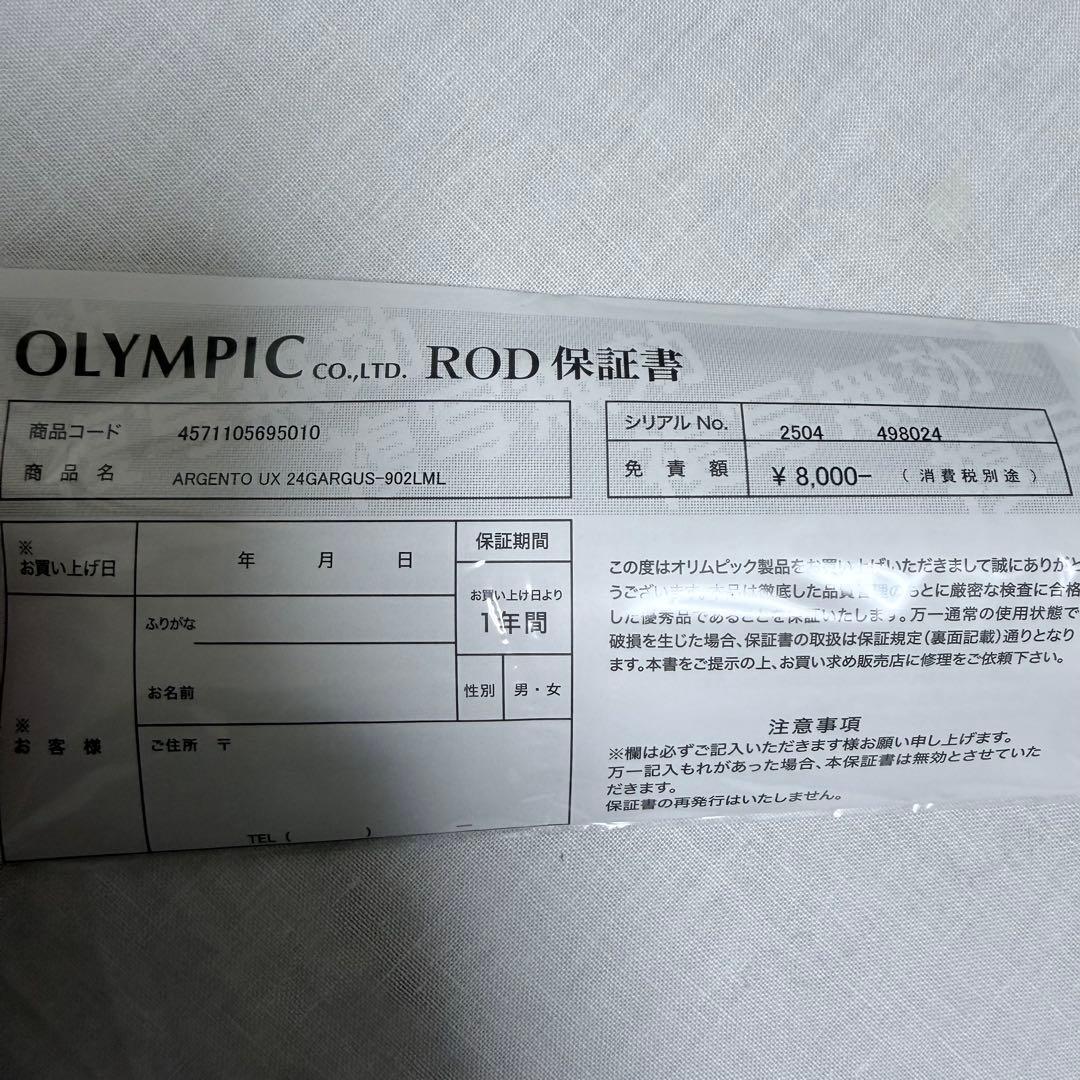 OLYMPIC CO.,LTD. ROD 保証書
商品コード 4571105695010
商品名 ARGENTO UX 24GARGUS-902LML
シリアル No. 2504 498024
免責額 ¥ 8,000- (消費税別途)
※
お買い上げ日
年 月 日
保証期間
お買い上け日より
1年間
ふりがな
お名前
性別 男・女
※
お客様
ご住所 〒
TEL ( ) ―
この度はオリムピック製品をお買い上げいただきまして誠にありがと
うございます。本品は徹底した品質管理のもとに厳密な検査に合格
した優秀品であることを保証いたします。万一通常の使用状態で
破損を生じた場合、保証書の取扱は保証規定(裏面記載)通りとなり
ます。本書をご提示の上、お買い求め販売店に修理をご依頼下さい。
注意事項
※欄は必ずご記入いただきます様お願い申し上げます。
万一記入もれがあった場合、本保証書は無効とさせていた
だきます。
保証書の再発行はいたしません。